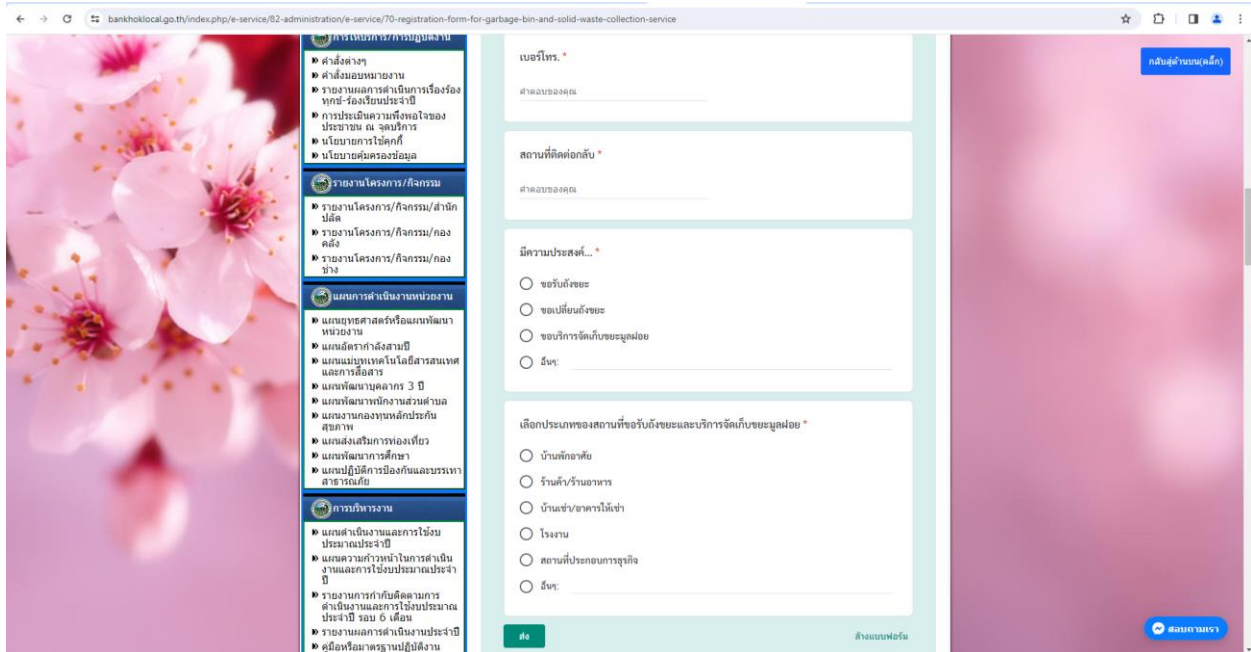 bankhoklocal.go.th/index.php/e-service/82-administration/e-service/70-registration-form-for-garbage-bin-and-solid-waste-collection-service
การให้บริการ/การปฏิบัติงาน
คำสั่งต่างๆ
คำสั่งมอบหมายงาน
รายงานผลการดำเนินการเรื่องร้อง
ทุกข์-ร้องเรียนประจำปี
การประเมินความพึงพอใจของ
ประชาชน ณ จุดบริการ
นโยบายการใช้คุกกี้
นโยบายคุ้มครองข้อมูล
รายงานโครงการ/กิจกรรม
รายงานโครงการ/กิจกรรม/สำนัก
ปลัด
รายงานโครงการ/กิจกรรม/กอง
คลัง
รายงานโครงการ/กิจกรรม/กอง
ช่าง
แผนการดำเนินงานหน่วยงาน
แผนยุทธศาสตร์หรือแผนพัฒนา
หน่วยงาน
แผนอัตรากำลังสามปี
แผนแม่บทเทคโนโลยีสารสนเทศ
และการสื่อสาร
แผนพัฒนาบุคลากร 3 ปี
แผนพัฒนาพนักงานส่วนตำบล
แผนงานกองทุนหลักประกัน
สุขภาพ
แผนส่งเสริมการท่องเที่ยว
แผนพัฒนาการศึกษา
แผนปฏิบัติการป้องกันและบรรเทา
สาธารณภัย
การบริหารงาน
แผนดำเนินงานและการใช้งบ
ประมาณประจำปี
แผนความก้าวหน้าในการดำเนิน
งานและการใช้งบประมาณประจำ
ปี
รายงานการกำกับติดตามการ
ดำเนินงานและการใช้งบประมาณ
ประจำปี รอบ 6 เดือน
รายงานผลการดำเนินงานประจำปี
คู่มือหรือมาตรฐานปฏิบัติงาน
เบอร์โทร. *
คำตอบของคุณ
สถานที่ติดต่อกลับ *
คำตอบของคุณ
มีความประสงค์... *
ขอรับถังขยะ
ขอเปลี่ยนถังขยะ
ขอบริการจัดเก็บขยะมูลฝอย
อื่นๆ:
เลือกประเภทของสถานที่ขอรับถังขยะและบริการจัดเก็บขยะมูลฝอย *
บ้านพักอาศัย
ร้านค้า/ร้านอาหาร
บ้านเช่า/อาคารให้เช่า
โรงงาน
สถานที่ประกอบการธุรกิจ
อื่นๆ:
ส่ง
ล้างแบบฟอร์ม
กลับสู่ด้านบน(คลิ๊ก)
สอบถามเรา